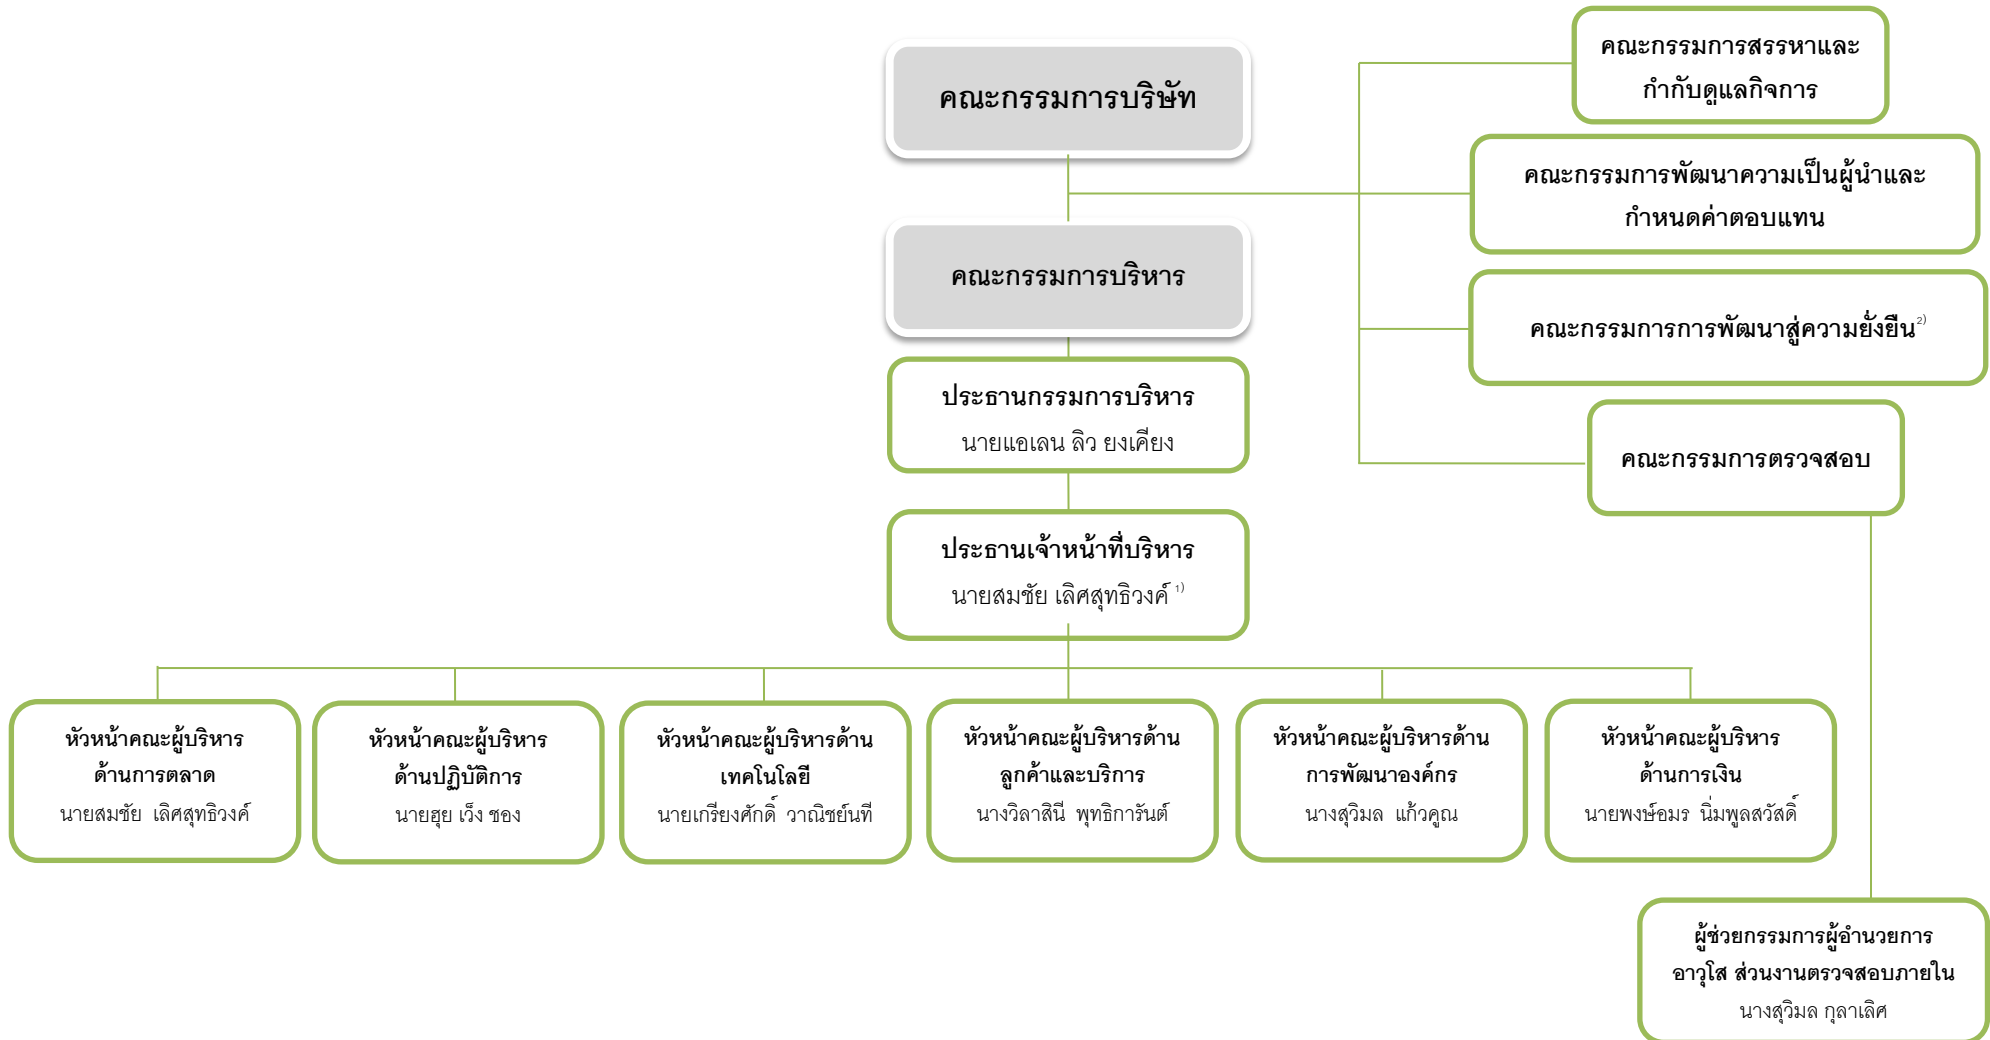 คณะกรรมการบริษัท
คณะกรรมการสรรหาและ
กำกับดูแลกิจการ
คณะกรรมการพัฒนาความเป็นผู้นำและ
กำหนดค่าตอบแทน
คณะกรรมการบริหาร
คณะกรรมการการพัฒนาสู่ความยั่งยืน²⁾
ประธานกรรมการบริหาร
นายแอเลน ลิว ยงเคียง
คณะกรรมการตรวจสอบ
ประธานเจ้าหน้าที่บริหาร
นายสมชัย เลิศสุทธิวงค์ ¹⁾
หัวหน้าคณะผู้บริหาร
ด้านการตลาด
นายสมชัย เลิศสุทธิวงค์
หัวหน้าคณะผู้บริหาร
ด้านปฏิบัติการ
นายฮุย เว็ง ชอง
หัวหน้าคณะผู้บริหารด้าน
เทคโนโลยี
นายเกรียงศักดิ์ วาณิชย์นที
หัวหน้าคณะผู้บริหารด้าน
ลูกค้าและบริการ
นางวิลาสินี พุทธิการันต์
หัวหน้าคณะผู้บริหารด้าน
การพัฒนาองค์กร
นางสุวิมล แก้วคูณ
หัวหน้าคณะผู้บริหาร
ด้านการเงิน
นายพงษ์อมร นิ่มพูลสวัสดิ์
ผู้ช่วยกรรมการผู้อำนวยการ
อาวุโส ส่วนงานตรวจสอบภายใน
นางสุวิมล กุลาเลิศ